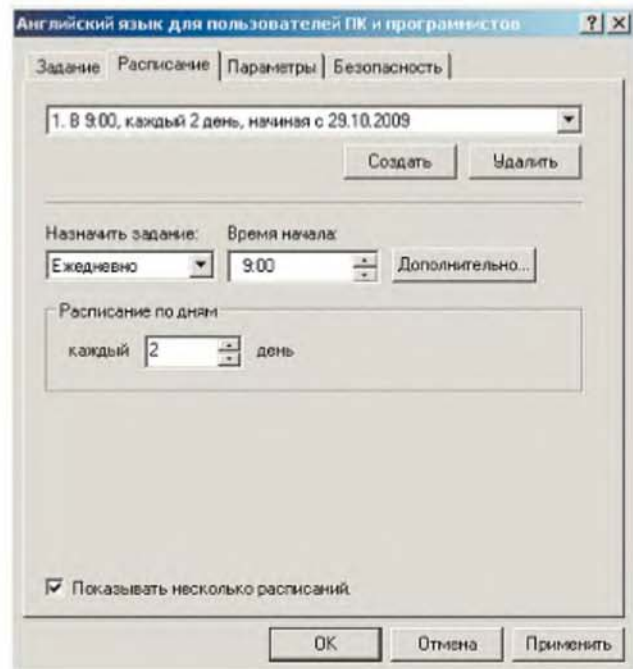 Английский язык для пользователей ПК и программистов
Задание Расписание Параметры Безопасность
1. В 9:00, каждый 2 день, начиная с 29.10.2009
Создать Удалить
Назначить задание: Время начала:
Ежедневно 9:00 Дополнительно...
Расписание по дням
каждый 2 день
Показывать несколько расписаний.
OK Отмена Применить